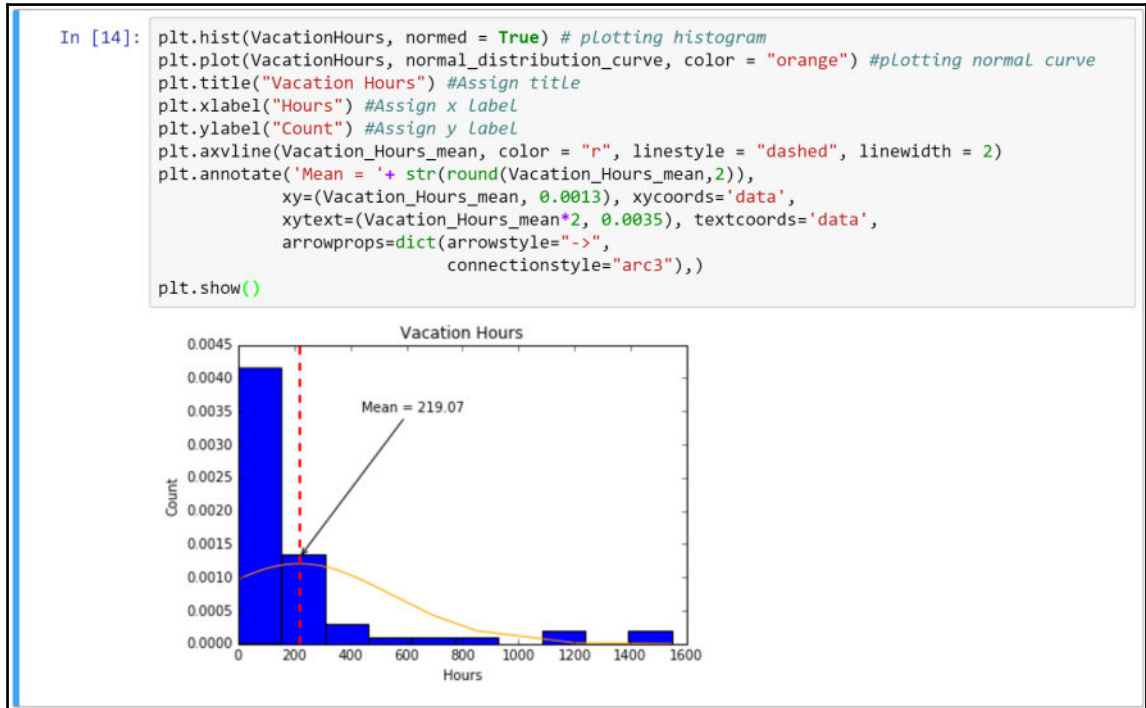 In [14]: plt.hist(VacationHours, normed = True) # plotting histogram
plt.plot(VacationHours, normal_distribution_curve, color = "orange") #plotting normal curve
plt.title("Vacation Hours") #Assign title
plt.xlabel("Hours") #Assign x label
plt.ylabel("Count") #Assign y label
plt.axvline(Vacation_Hours_mean, color = "r", linestyle = "dashed", linewidth = 2)
plt.annotate('Mean = '+ str(round(Vacation_Hours_mean,2)),
xy=(Vacation_Hours_mean, 0.0013), xycoords='data',
xytext=(Vacation_Hours_mean*2, 0.0035), textcoords='data',
arrowprops=dict(arrowstyle="->",
connectionstyle="arc3"),)
plt.show()
Vacation Hours
0.0045
0.0040
0.0035
Mean = 219.07
0.0030
0.0025
Count
0.0020
0.0015
0.0010
0.0005
0.0000
0 200 400 600 800 1000 1200 1400 1600
Hours